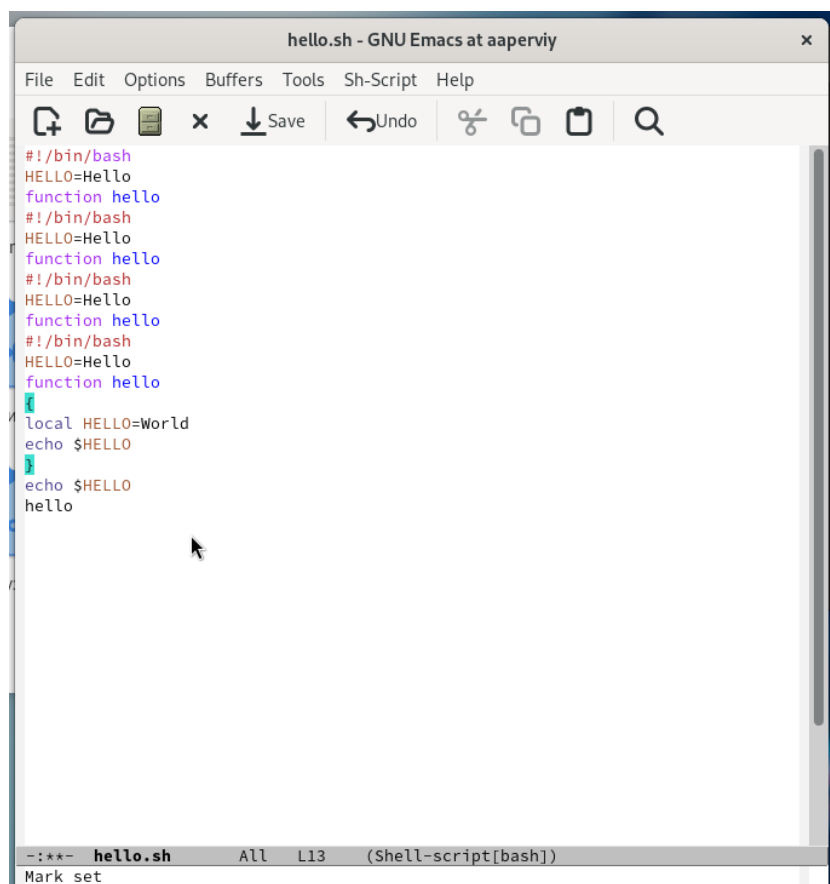 hello.sh - GNU Emacs at aaperviy
File Edit Options Buffers Tools Sh-Script Help
Save Undo
#!/bin/bash
HELLO=Hello
function hello
#!/bin/bash
HELLO=Hello
function hello
#!/bin/bash
HELLO=Hello
function hello
#!/bin/bash
HELLO=Hello
function hello
{
local HELLO=World
echo $HELLO
}
echo $HELLO
hello
-:**- hello.sh All L13 (Shell-script[bash])
Mark set